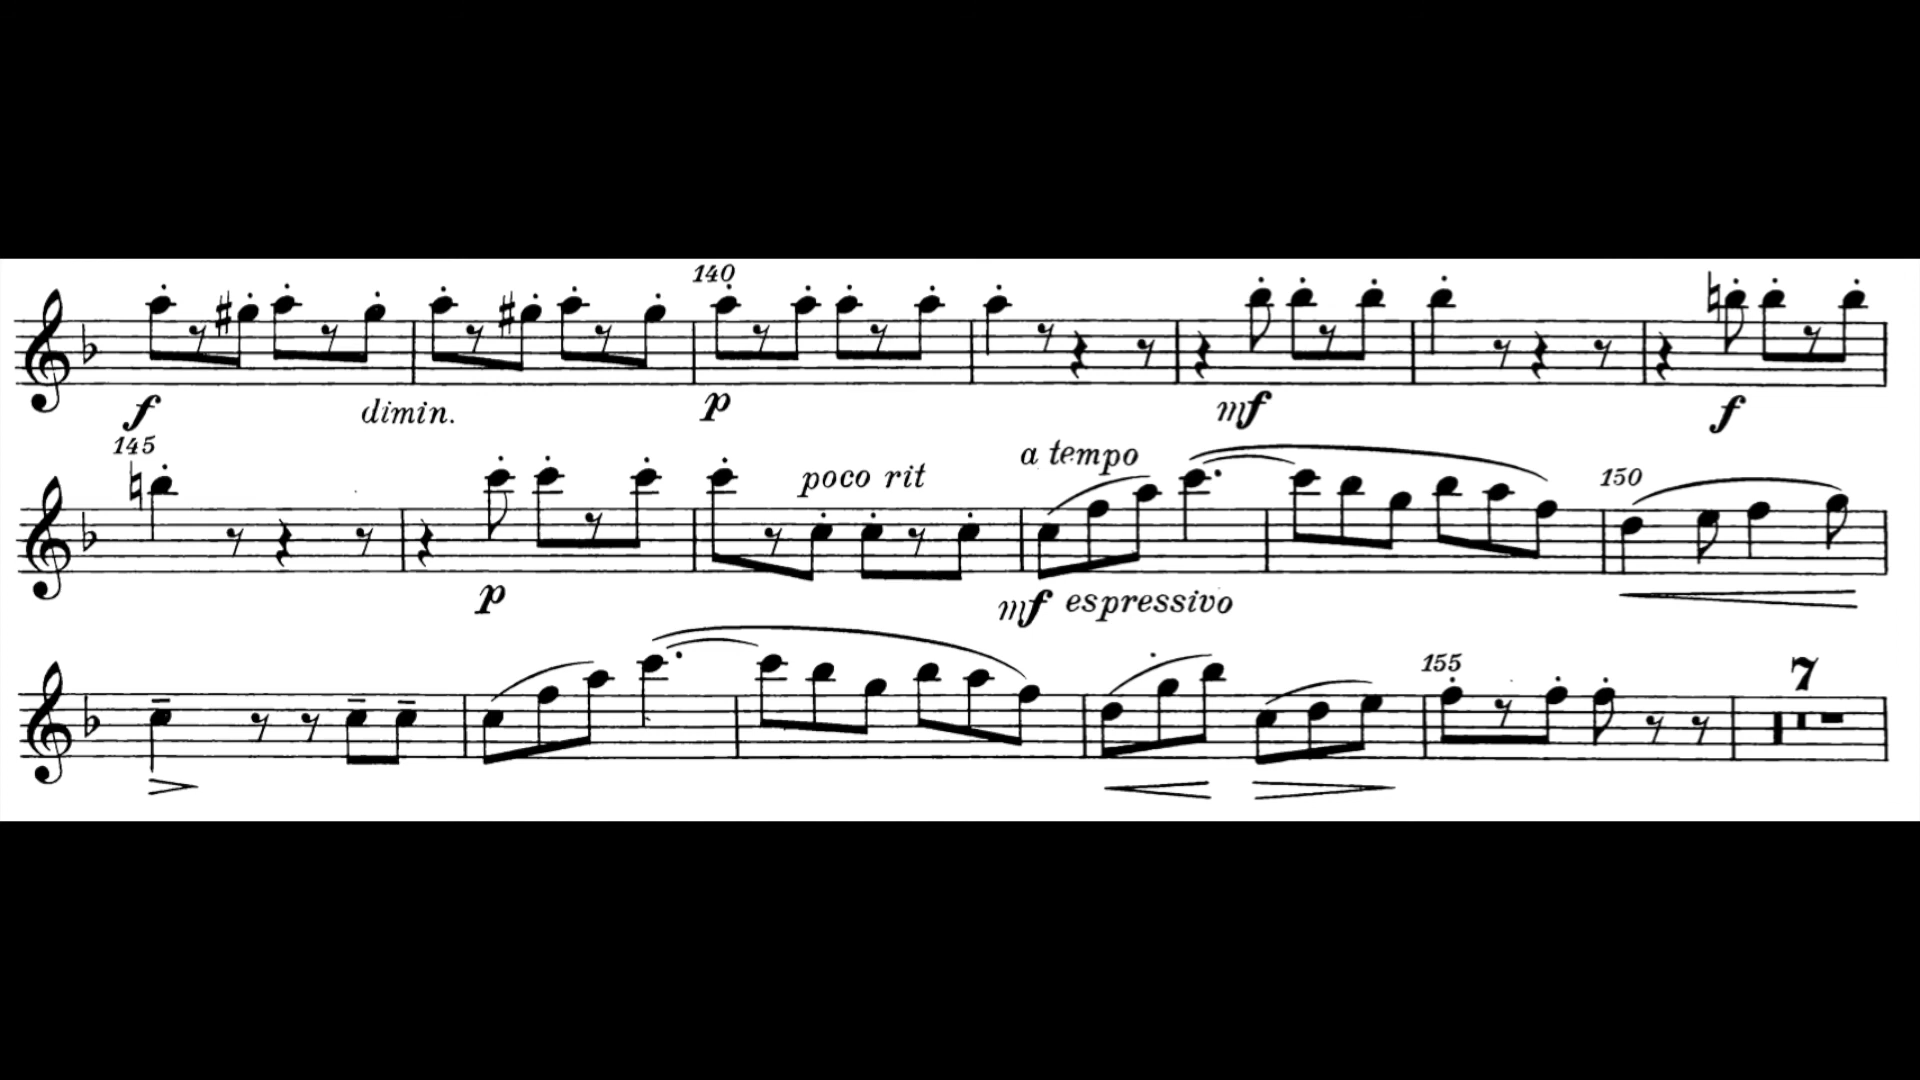 140
f dimin. p mf f
145 poco rit a tempo 150
p mf espressivo
155 7